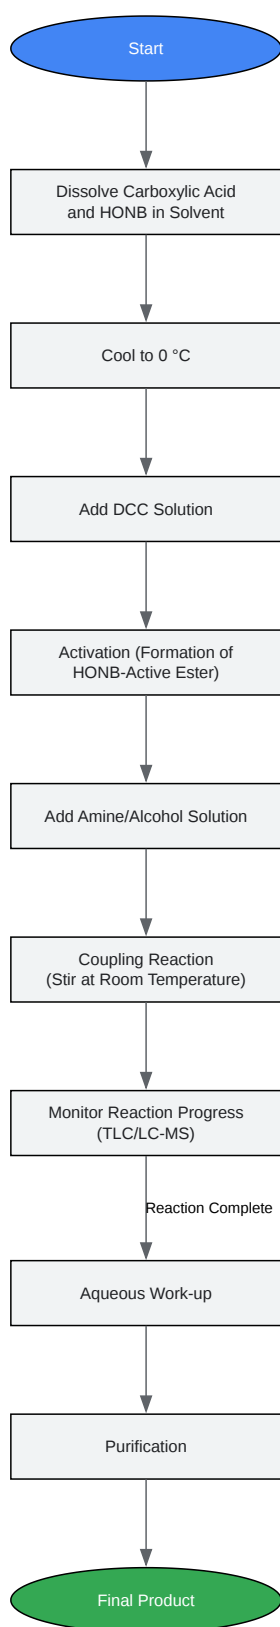 Start
Dissolve Carboxylic Acid
and HONB in Solvent
Cool to 0 °C
Add DCC Solution
Activation (Formation of
HONB-Active Ester)
Add Amine/Alcohol Solution
Coupling Reaction
(Stir at Room Temperature)
Monitor Reaction Progress
(TLC/LC-MS)
Reaction Complete
Aqueous Work-up
Purification
Final Product